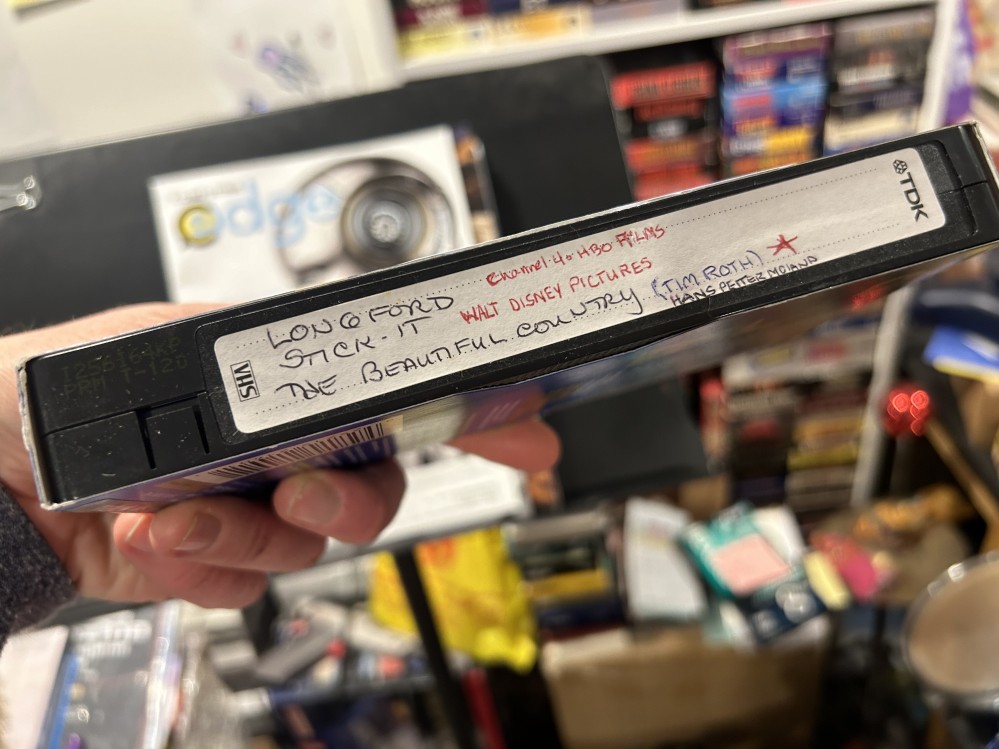 edge
TDK
LONGFORD Channel·4·HBO FILMS
STICK-IT WALT DISNEY PICTURES
THE BEAUTIFUL COUNTRY (TIM ROTH)
HANS PETTER MOLAND
VHS